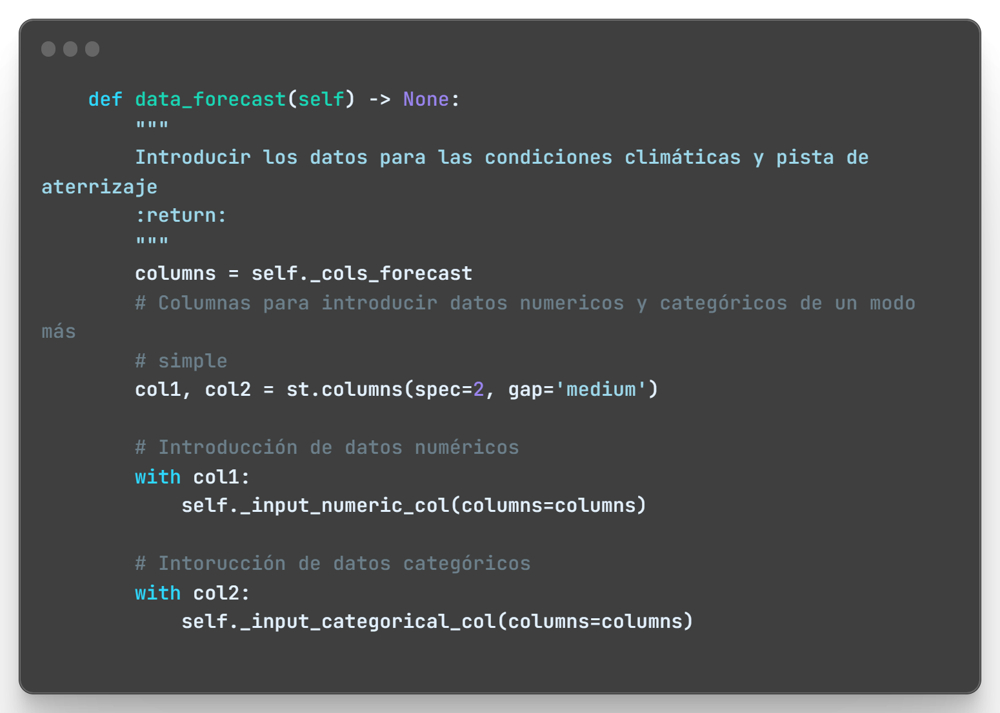 def data_forecast(self) -> None:
"""
Introducir los datos para las condiciones climáticas y pista de
aterrizaje
:return:
"""
columns = self._cols_forecast
# Columnas para introducir datos numericos y categóricos de un modo
más
# simple
col1, col2 = st.columns(spec=2, gap='medium')
# Introducción de datos numéricos
with col1:
self._input_numeric_col(columns=columns)
# Intorucción de datos categóricos
with col2:
self._input_categorical_col(columns=columns)